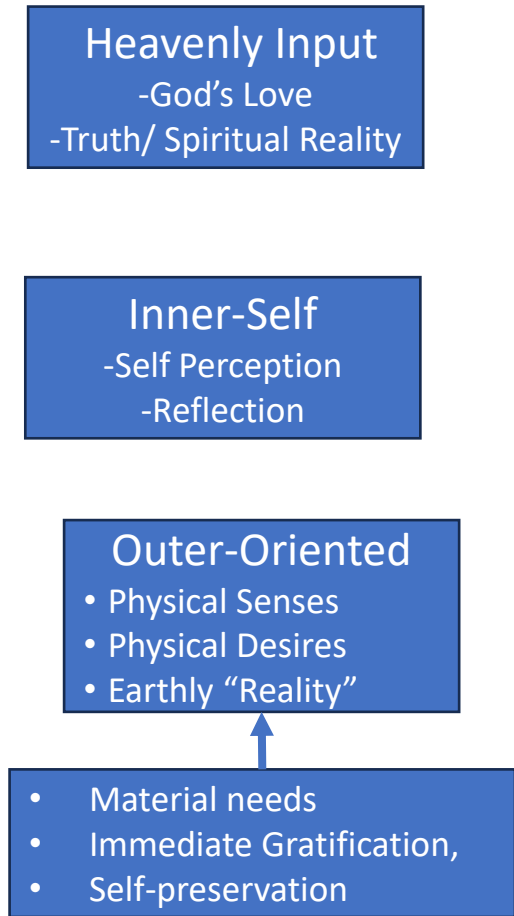 Heavenly Input
-God’s Love
-Truth/ Spiritual Reality
Inner-Self
-Self Perception
-Reflection
Outer-Oriented
• Physical Senses
• Physical Desires
• Earthly “Reality”
• Material needs
• Immediate Gratification,
• Self-preservation